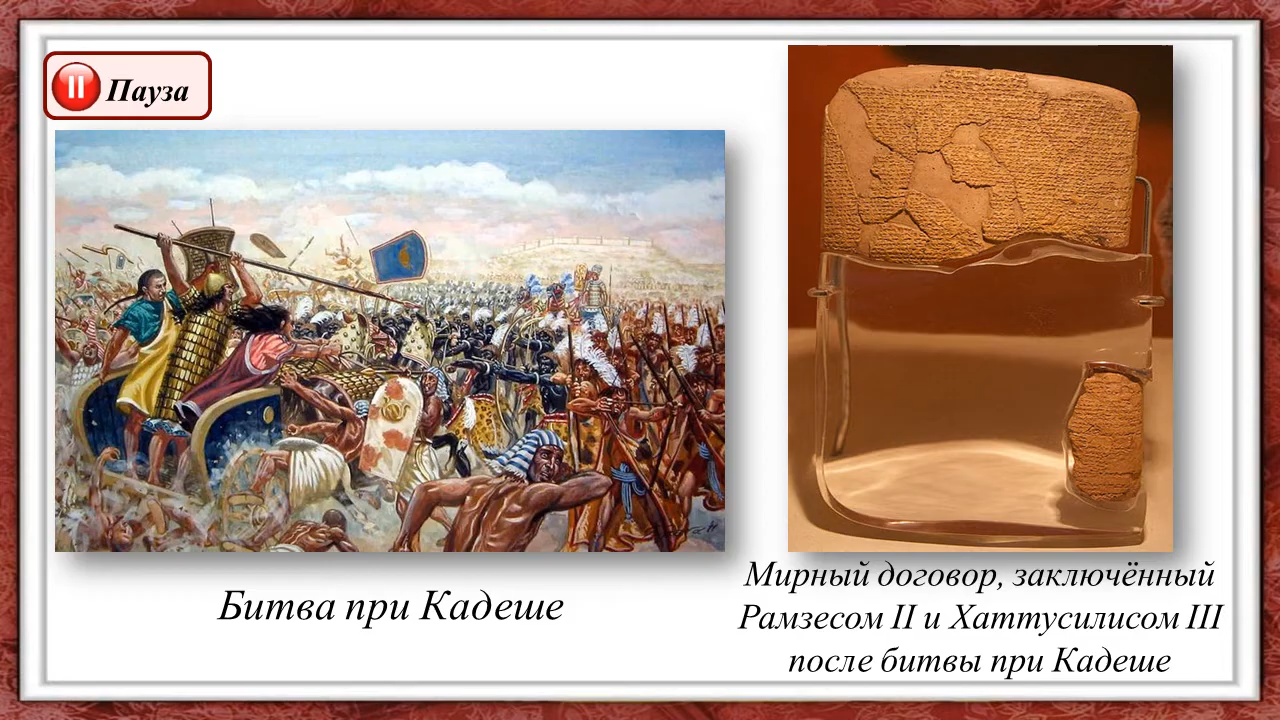 Пауза
Битва при Кадеше
Мирный договор, заключённый
Рамзесом II и Хаттусилисом III
после битвы при Кадеше